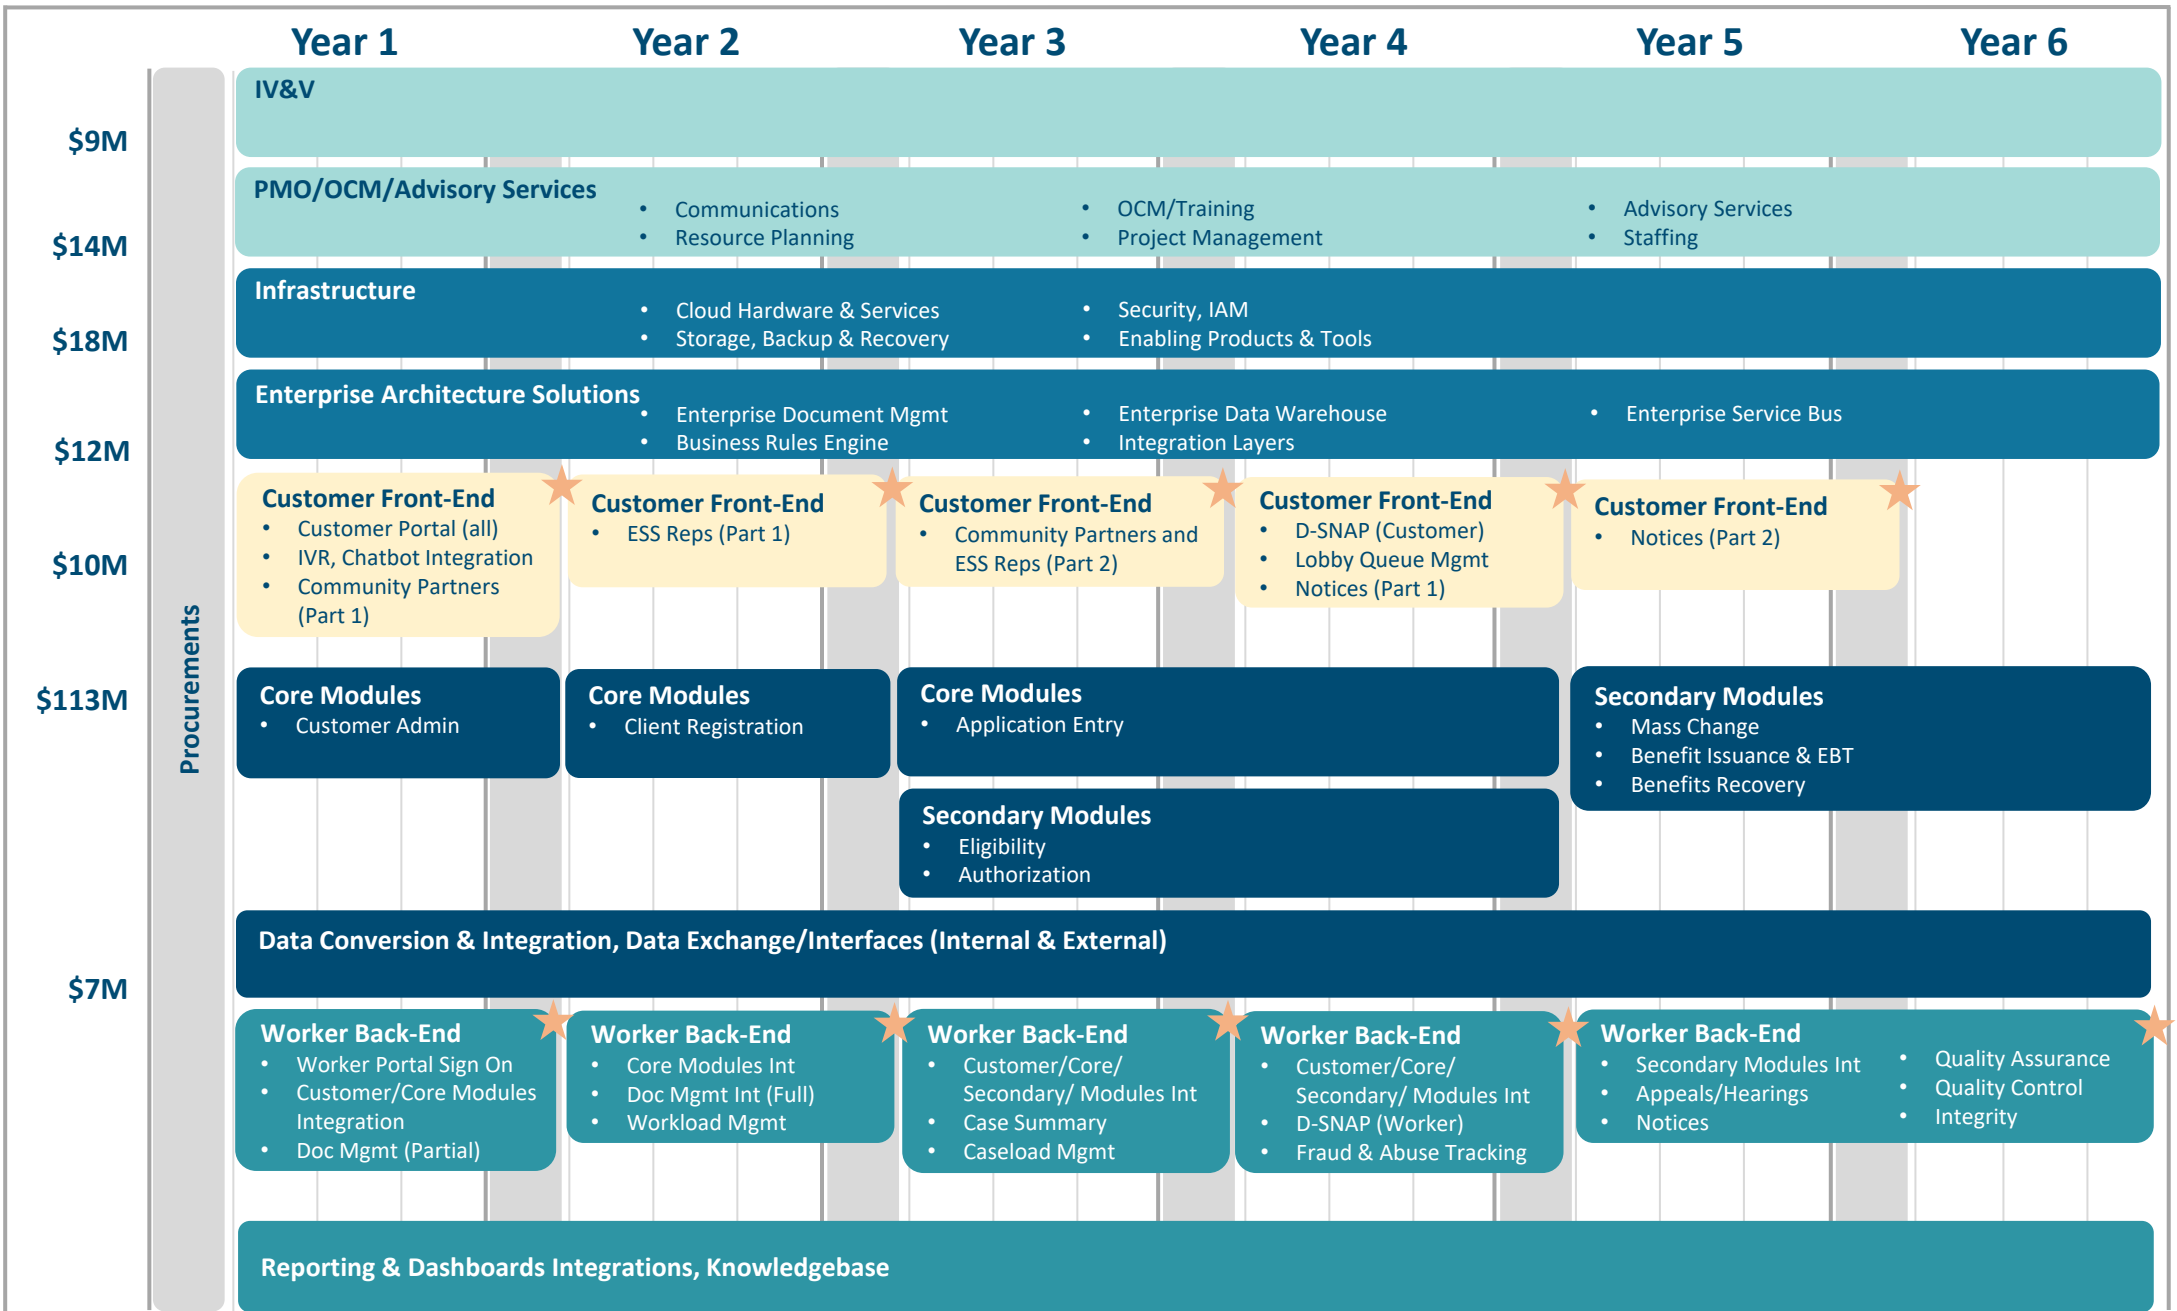 Year 1
Year 2
Year 3
Year 4
Year 5
Year 6
Procurements
$9M
IV&V
$14M
PMO/OCM/Advisory Services
• Communications
• Resource Planning
• OCM/Training
• Project Management
• Advisory Services
• Staffing
$18M
Infrastructure
• Cloud Hardware & Services
• Storage, Backup & Recovery
• Security, IAM
• Enabling Products & Tools
$12M
Enterprise Architecture Solutions
• Enterprise Document Mgmt
• Business Rules Engine
• Enterprise Data Warehouse
• Integration Layers
• Enterprise Service Bus
$10M
Customer Front-End
• Customer Portal (all)
• IVR, Chatbot Integration
• Community Partners
(Part 1)
Customer Front-End
• ESS Reps (Part 1)
Customer Front-End
• Community Partners and
ESS Reps (Part 2)
Customer Front-End
• D-SNAP (Customer)
• Lobby Queue Mgmt
• Notices (Part 1)
Customer Front-End
• Notices (Part 2)
$113M
Core Modules
• Customer Admin
Core Modules
• Client Registration
Core Modules
• Application Entry
Secondary Modules
• Mass Change
• Benefit Issuance & EBT
• Benefits Recovery
Secondary Modules
• Eligibility
• Authorization
Data Conversion & Integration, Data Exchange/Interfaces (Internal & External)
$7M
Worker Back-End
• Worker Portal Sign On
• Customer/Core Modules
Integration
• Doc Mgmt (Partial)
Worker Back-End
• Core Modules Int
• Doc Mgmt Int (Full)
• Workload Mgmt
Worker Back-End
• Customer/Core/
Secondary/ Modules Int
• Case Summary
• Caseload Mgmt
Worker Back-End
• Customer/Core/
Secondary/ Modules Int
• D-SNAP (Worker)
• Fraud & Abuse Tracking
Worker Back-End
• Secondary Modules Int
• Appeals/Hearings
• Notices
• Quality Assurance
• Quality Control
• Integrity
Reporting & Dashboards Integrations, Knowledgebase